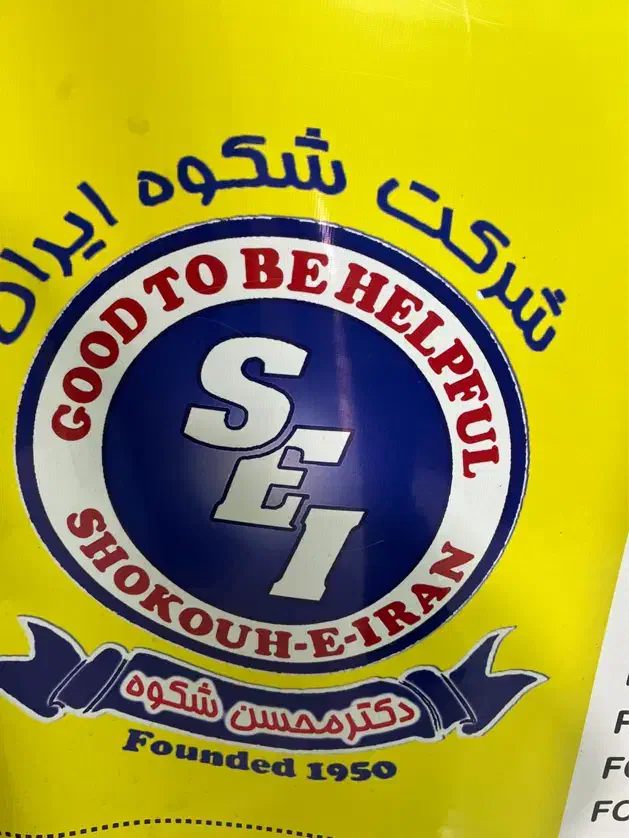 شرکت شکوه ایران
GOOD TO BE HELPFUL
SEI
SHOKOUH-E-IRAN
دکتر محسن شکوه
Founded 1950